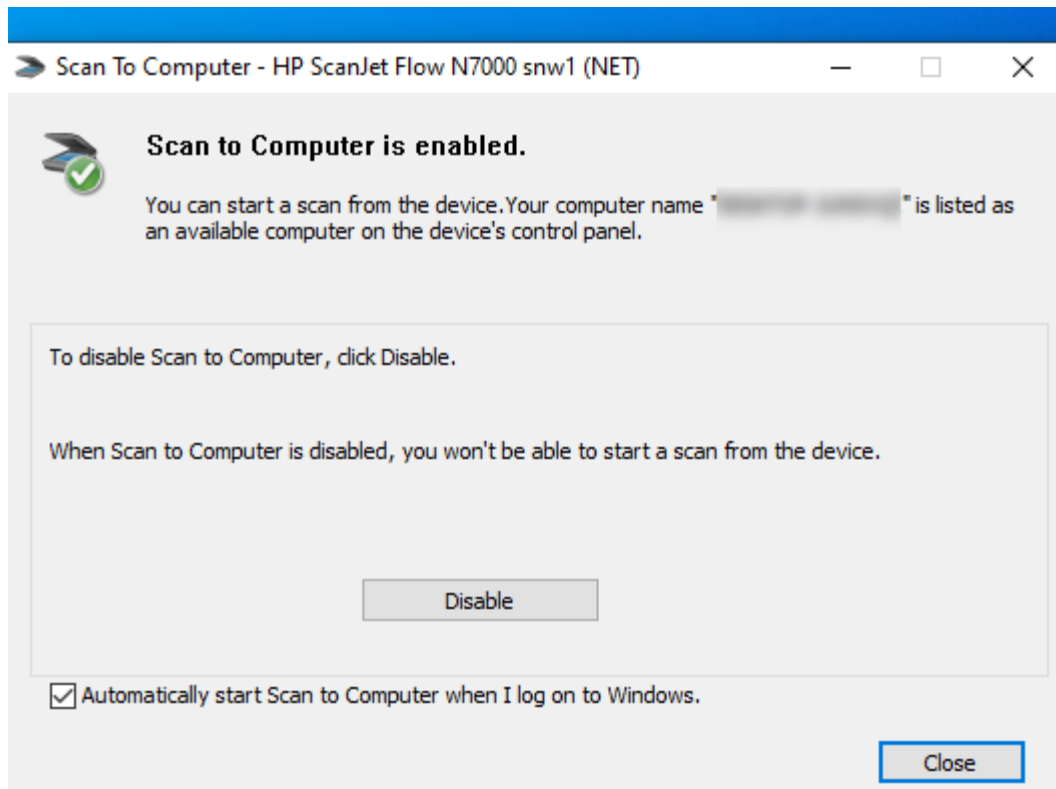 Scan To Computer - HP ScanJet Flow N7000 snw1 (NET)
Scan to Computer is enabled.
You can start a scan from the device.Your computer name " " is listed as
an available computer on the device's control panel.
To disable Scan to Computer, click Disable.
When Scan to Computer is disabled, you won't be able to start a scan from the device.
Disable
Automatically start Scan to Computer when I log on to Windows.
Close